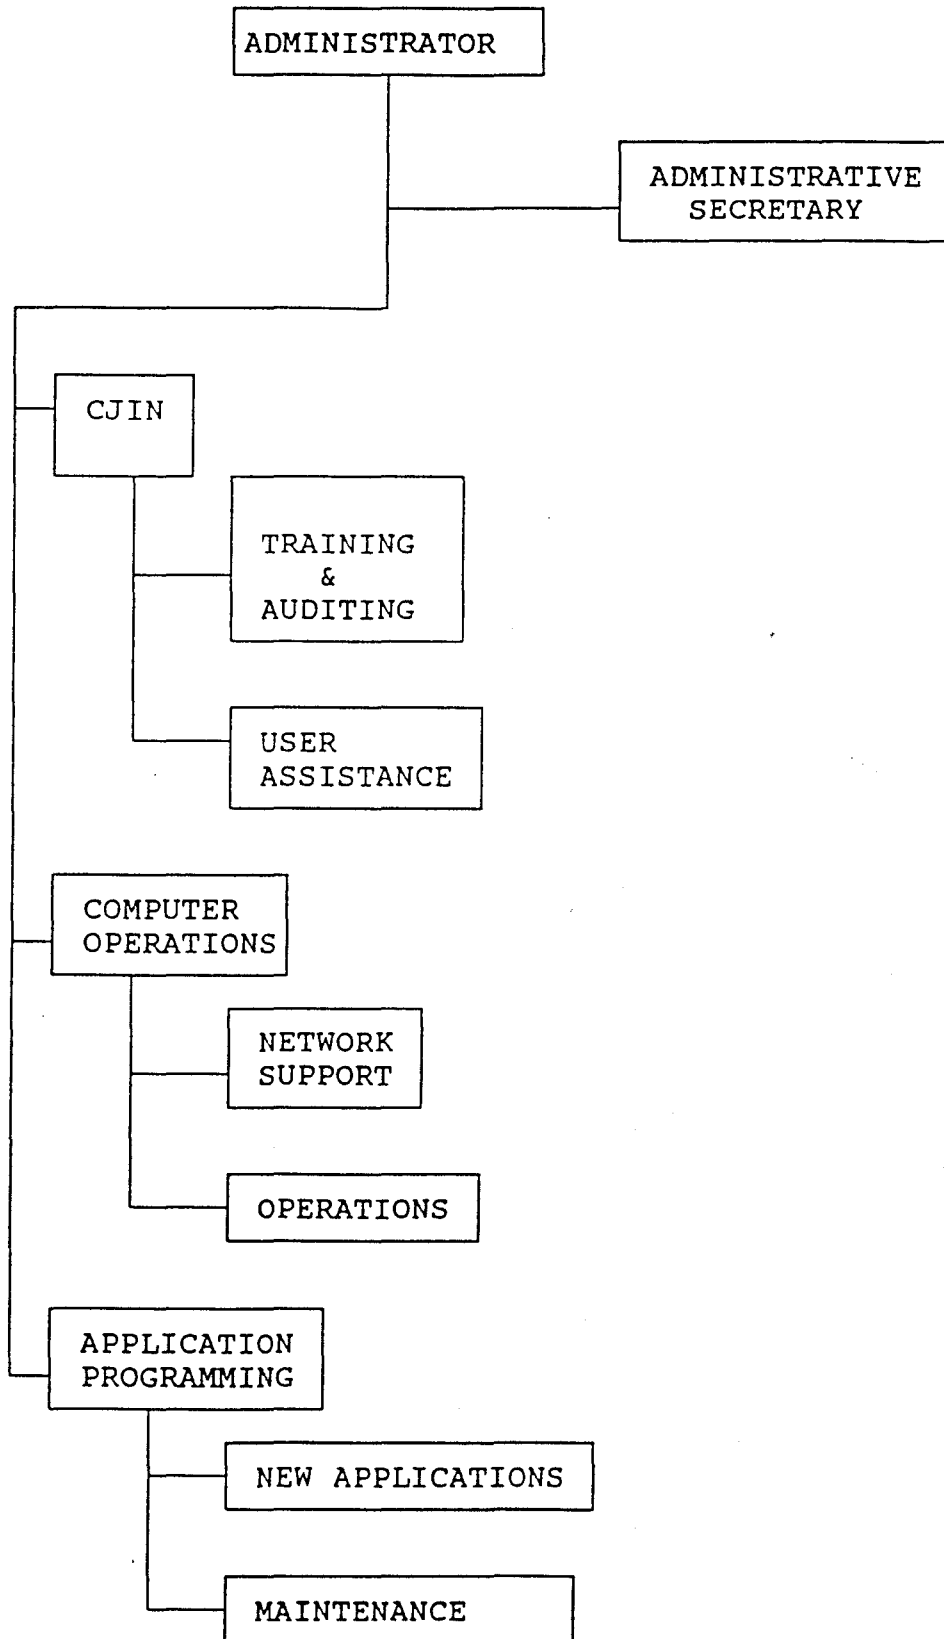 ADMINISTRATOR
ADMINISTRATIVE
SECRETARY
CJIN
TRAINING
&
AUDITING
USER
ASSISTANCE
COMPUTER
OPERATIONS
NETWORK
SUPPORT
OPERATIONS
APPLICATION
PROGRAMMING
NEW APPLICATIONS
MAINTENANCE